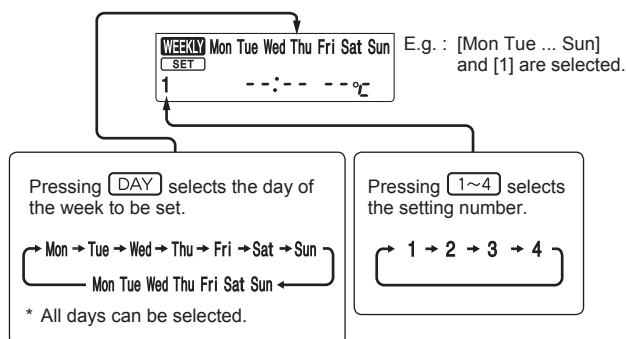 WEEKLY Mon Tue Wed Thu Fri Sat Sun
SET
1 --:-- --°C
E.g. : [Mon Tue ... Sun]
and [1] are selected.
Pressing DAY selects the day of
the week to be set.
Mon → Tue → Wed → Thu → Fri → Sat → Sun
Mon Tue Wed Thu Fri Sat Sun
* All days can be selected.
Pressing 1~4 selects
the setting number.
1 → 2 → 3 → 4